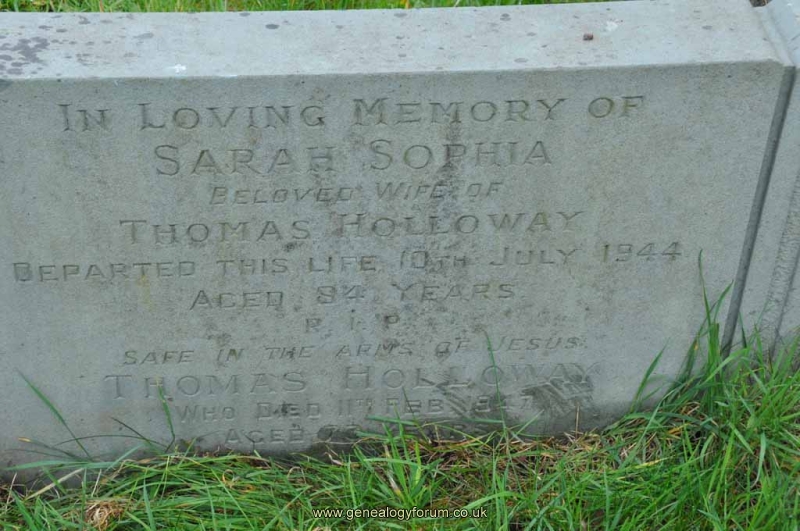 In Loving Memory of
Sarah Sophia
Beloved Wife of
Thomas Holloway
Departed this life 10th July 1944
Aged 84 Years
R.I.P.
Safe in the arms of Jesus.
Thomas Holloway
Who Died 11th Feb
Aged
www.genealogyforum.co.uk